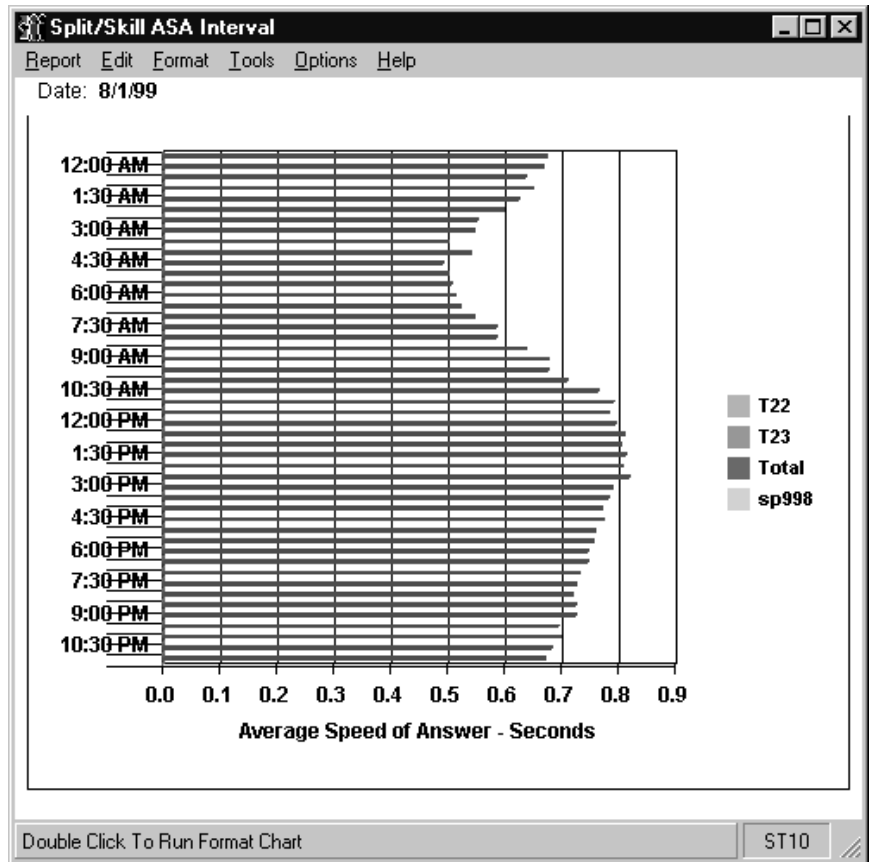 Split/Skill ASA Interval
Report Edit Format Tools Options Help
Date: 8/1/99
12:00 AM
1:30 AM
3:00 AM
4:30 AM
6:00 AM
7:30 AM
9:00 AM
10:30 AM
12:00 PM
1:30 PM
3:00 PM
4:30 PM
6:00 PM
7:30 PM
9:00 PM
10:30 PM
T22
T23
Total
sp998
0.0 0.1 0.2 0.3 0.4 0.5 0.6 0.7 0.8 0.9
Average Speed of Answer - Seconds
Double Click To Run Format Chart ST10